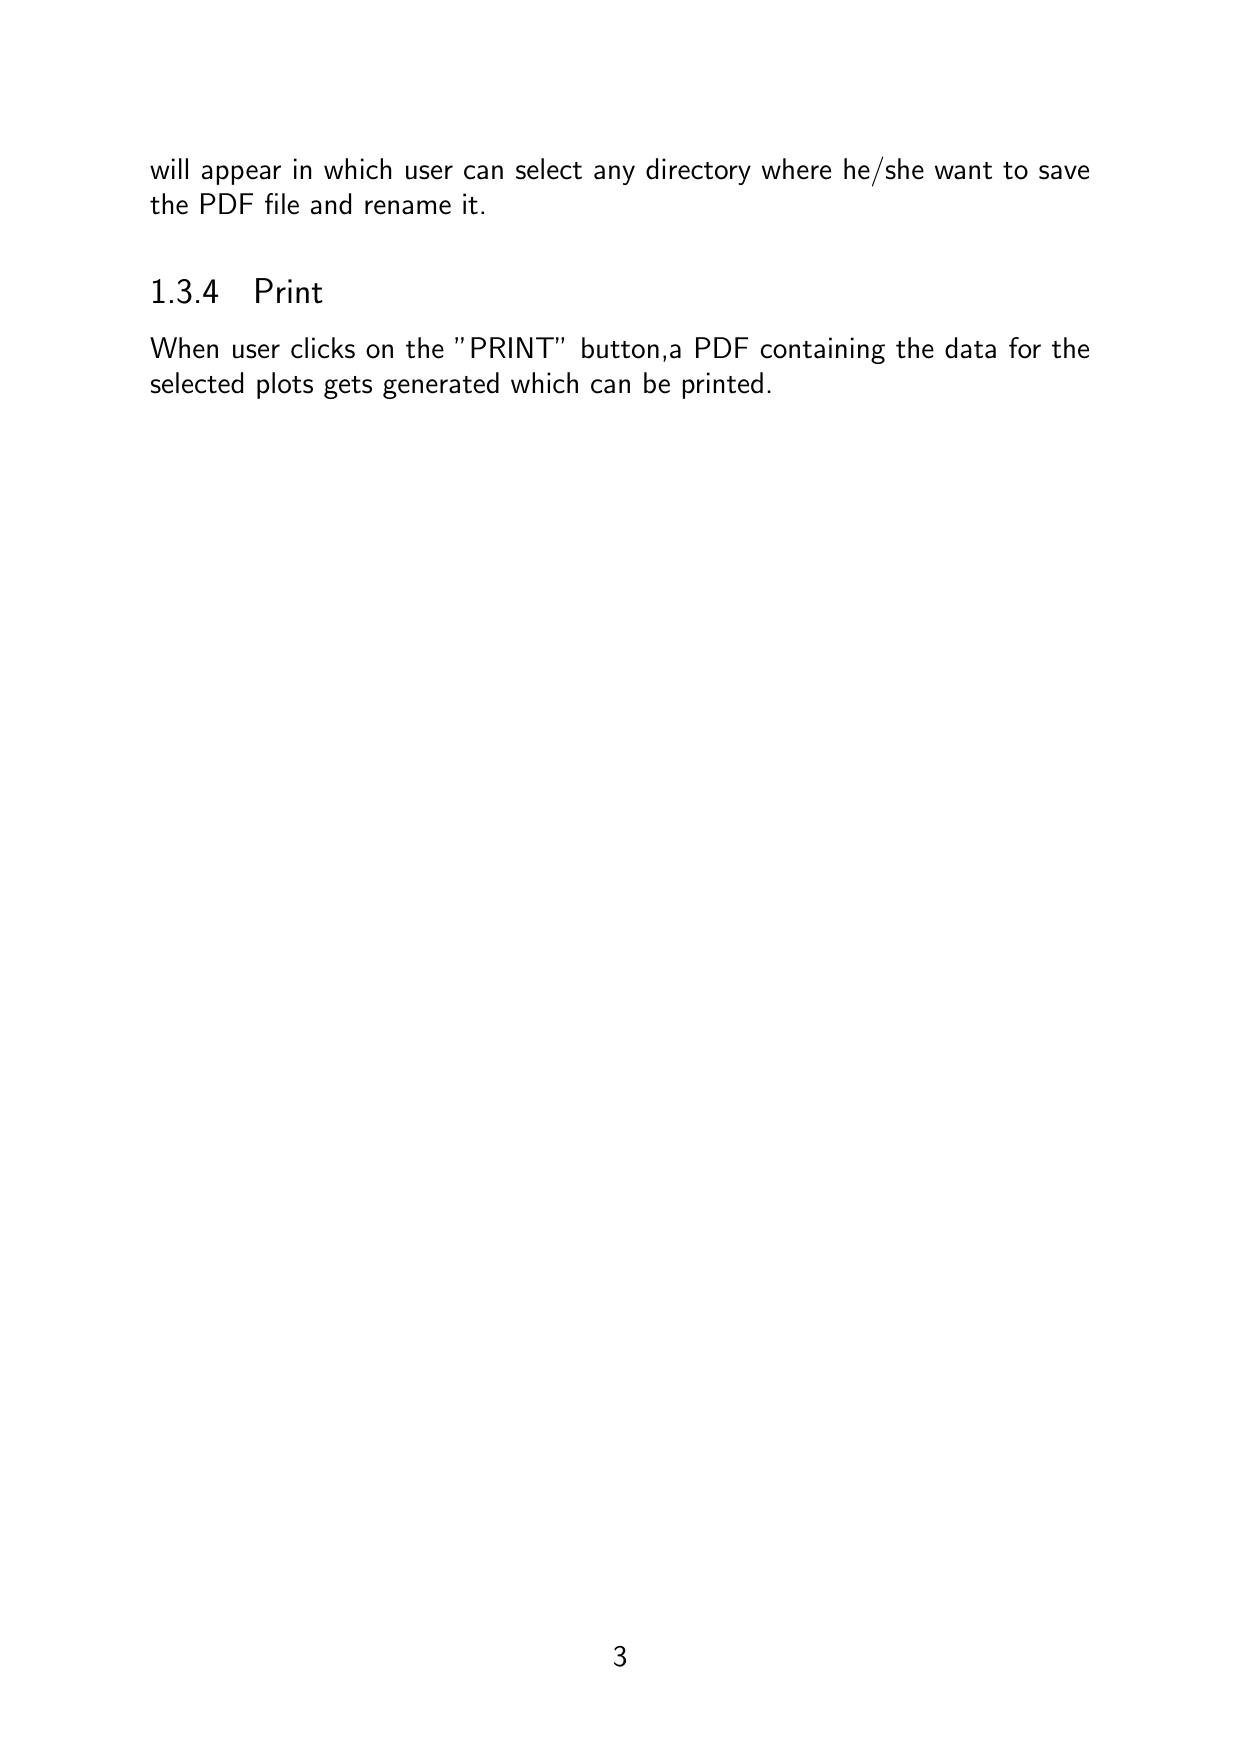 will appear in which user can select any directory where he/she want to save
the PDF file and rename it.
1.3.4 Print
When user clicks on the ”PRINT” button,a PDF containing the data for the
selected plots gets generated which can be printed.
3